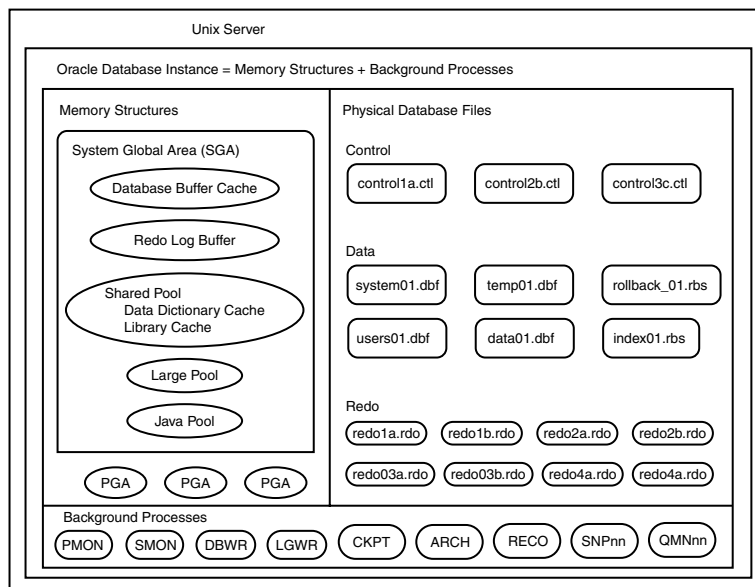 Unix Server
Oracle Database Instance = Memory Structures + Background Processes
Memory Structures
System Global Area (SGA)
Database Buffer Cache
Redo Log Buffer
Shared Pool
Data Dictionary Cache
Library Cache
Large Pool
Java Pool
PGA PGA PGA
Physical Database Files
Control
control1a.ctl control2b.ctl control3c.ctl
Data
system01.dbf temp01.dbf rollback_01.rbs
users01.dbf data01.dbf index01.rbs
Redo
redo1a.rdo redo1b.rdo redo2a.rdo redo2b.rdo
redo03a.rdo redo03b.rdo redo4a.rdo redo4a.rdo
Background Processes
PMON SMON DBWR LGWR CKPT ARCH RECO SNPnn QMNnn